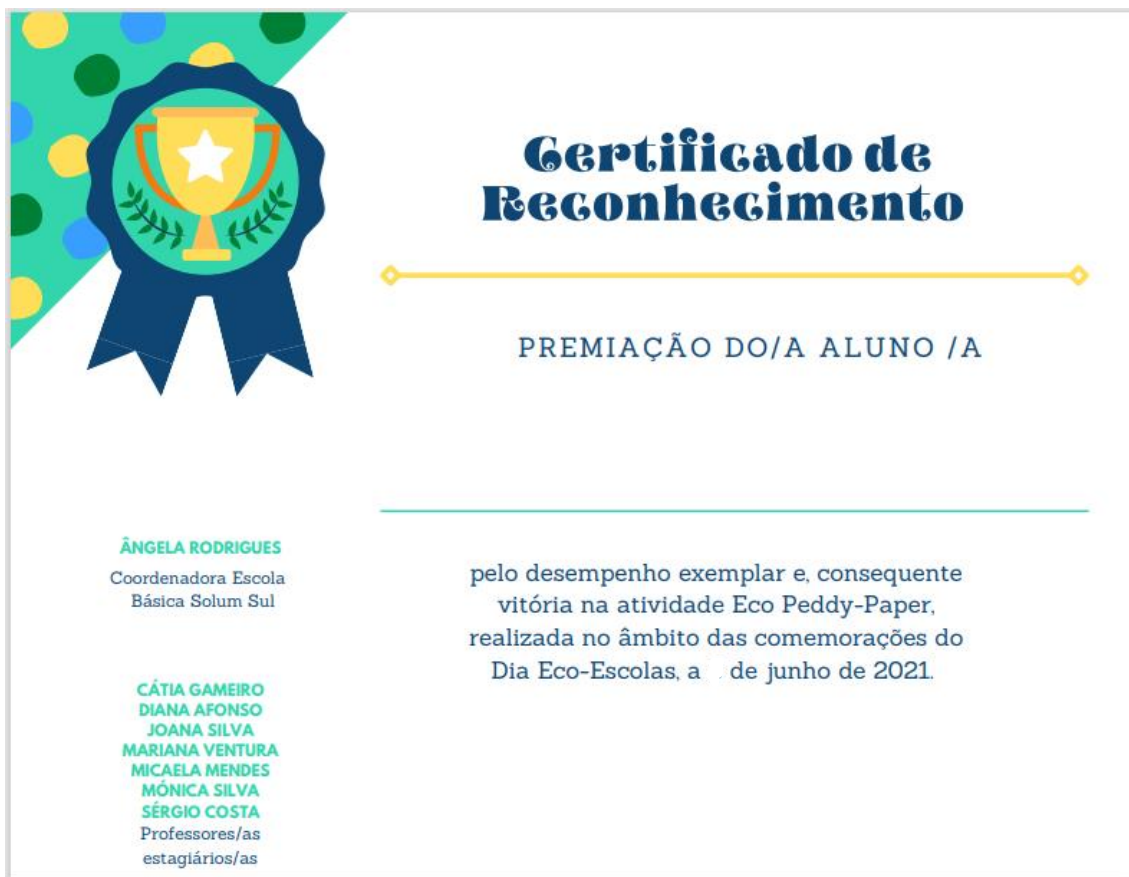 Certificado de
Reconhecimento
PREMIAÇÃO DO/A ALUNO /A
pelo desempenho exemplar e, consequente
vitória na atividade Eco Peddy-Paper,
realizada no âmbito das comemorações do
Dia Eco-Escolas, a de junho de 2021.
ÂNGELA RODRIGUES
Coordenadora Escola
Básica Solum Sul
CÁTIA GAMEIRO
DIANA AFONSO
JOANA SILVA
MARIANA VENTURA
MICAELA MENDES
MÓNICA SILVA
SÉRGIO COSTA
Professores/as
estagiários/as